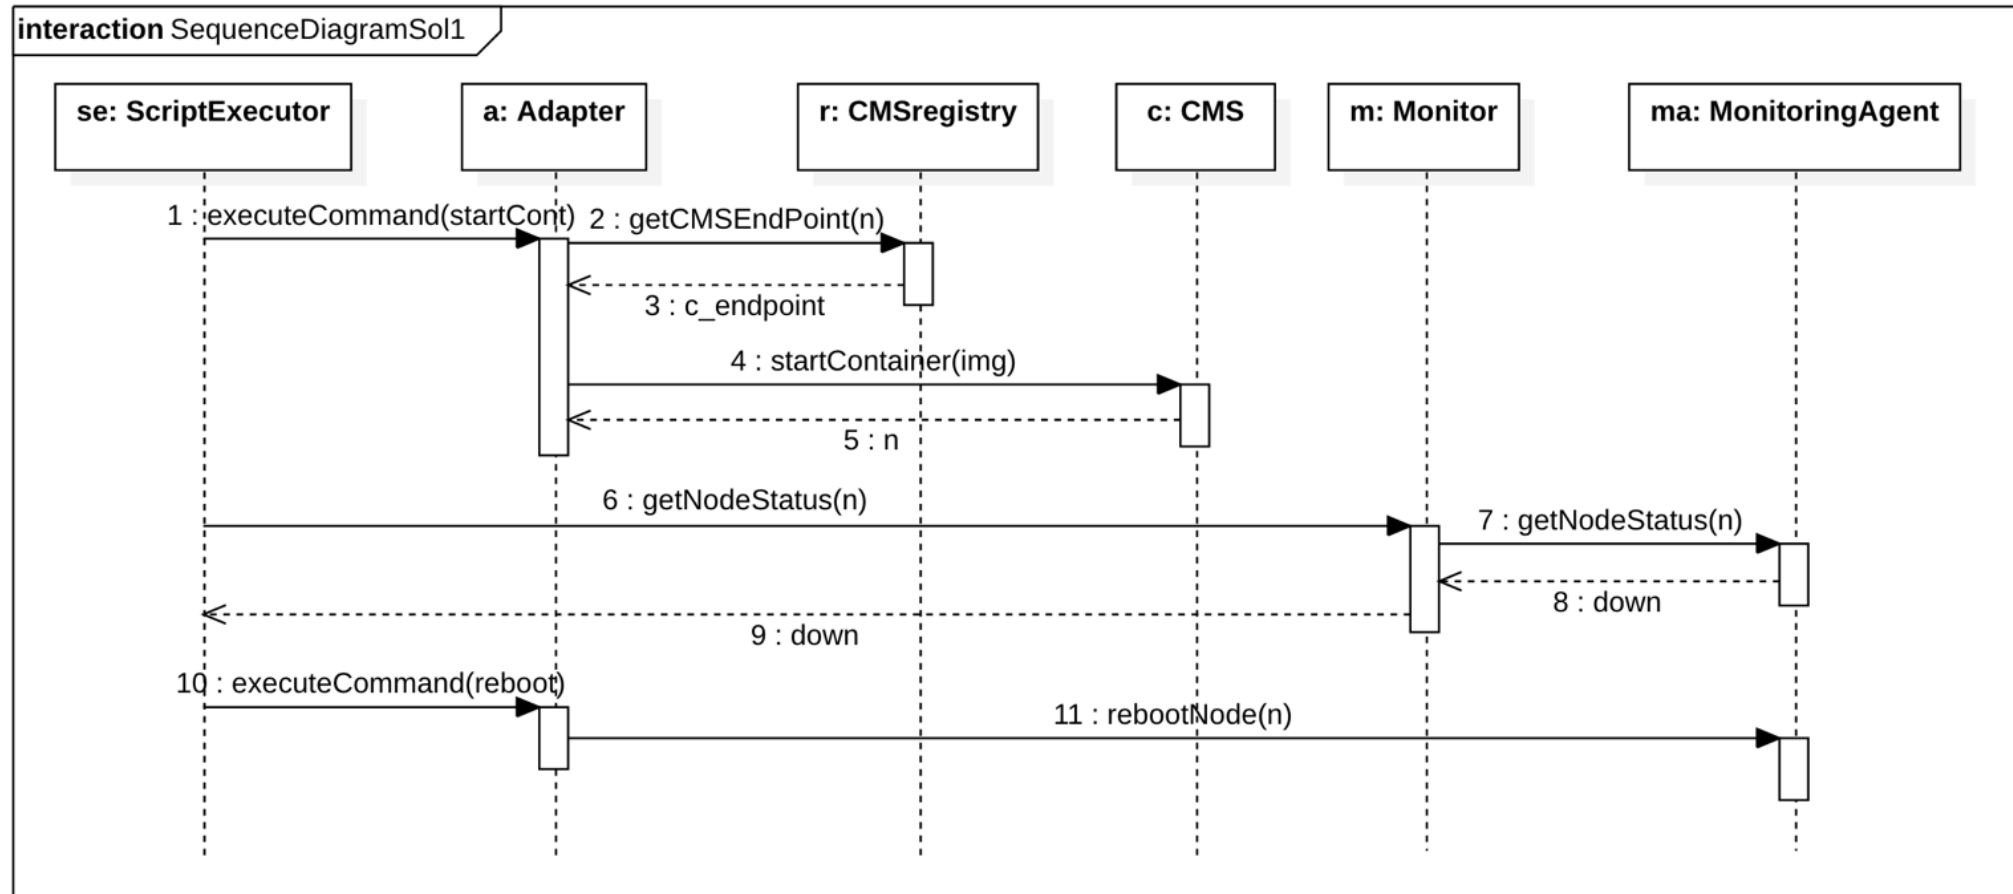 interaction SequenceDiagramSol1
se: ScriptExecutor
a: Adapter
r: CMSregistry
c: CMS
m: Monitor
ma: MonitoringAgent
1 : executeCommand(startCont)
2 : getCMSEndPoint(n)
3 : c_endpoint
4 : startContainer(img)
5 : n
6 : getNodeStatus(n)
7 : getNodeStatus(n)
8 : down
9 : down
10 : executeCommand(reboot)
11 : rebootNode(n)